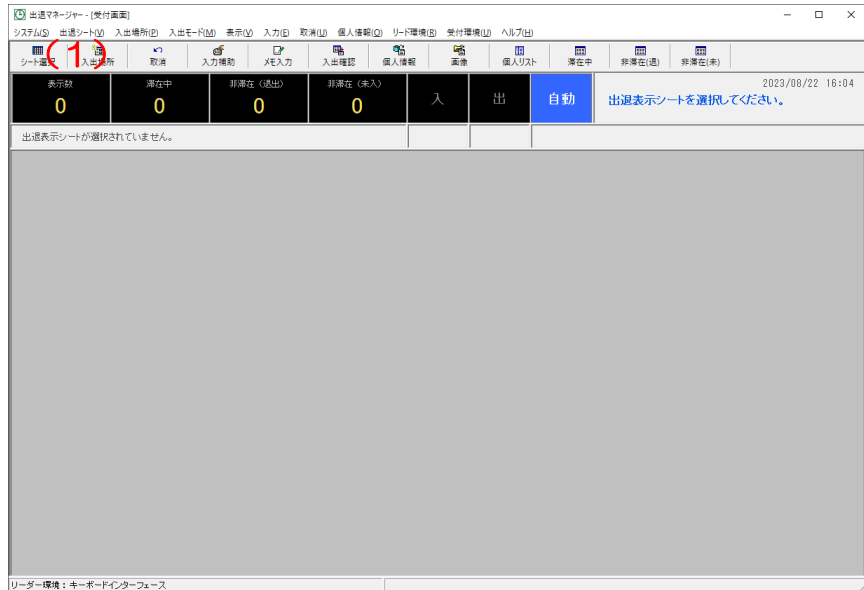 出退マネージャー - [受付画面]
システム(S) 出退シート(V) 入出場所(P) 入出モード(M) 表示(V) 入力(E) 取消(U) 個人情報(O) リード環境(R) 受付環境(U) ヘルプ(H)
シート選択 入出場所 取消 入力補助 メモ入力 入出確認 個人情報 画像 個人リスト 滞在中 非滞在(退) 非滞在(未)
(1)
表示数 滞在中 非滞在（退出） 非滞在（未入）
0 0 0 0
入 出 自動
2023/08/22 16:04
出退表示シートを選択してください。
出退表示シートが選択されていません。
リーダー環境：キーボードインターフェース